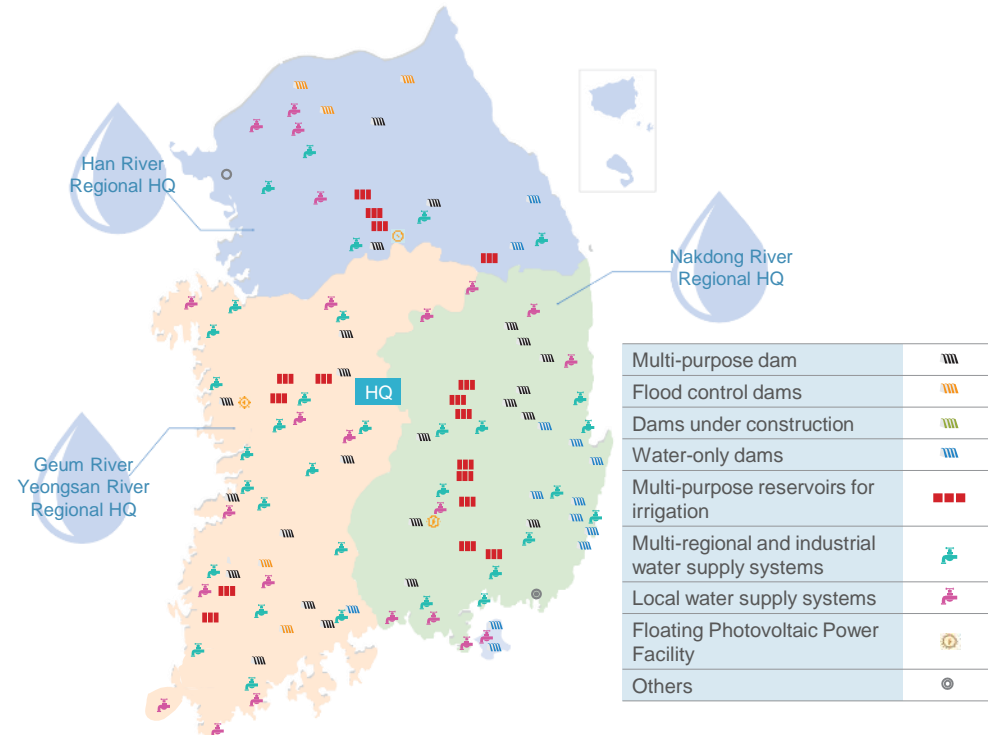 Han River
Regional HQ
Nakdong River
Regional HQ
HQ
Geum River
Yeongsan River
Regional HQ
Multi-purpose dam
Flood control dams
Dams under construction
Water-only dams
Multi-purpose reservoirs for
irrigation
Multi-regional and industrial
water supply systems
Local water supply systems
Floating Photovoltaic Power
Facility
Others